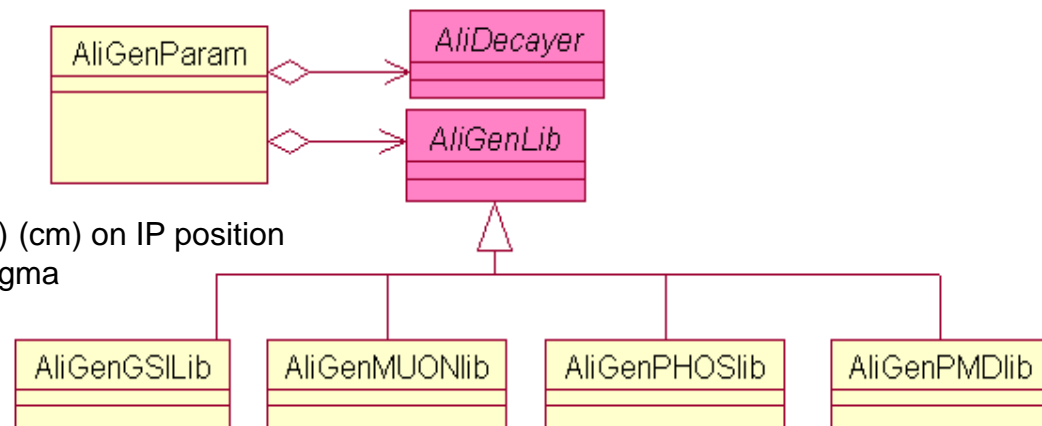 AliGenParam
AliDecayer
AliGenLib
) (cm) on IP position
gma
AliGenGSILib
AliGenMUONlib
AliGenPHOSlib
AliGenPMDlib